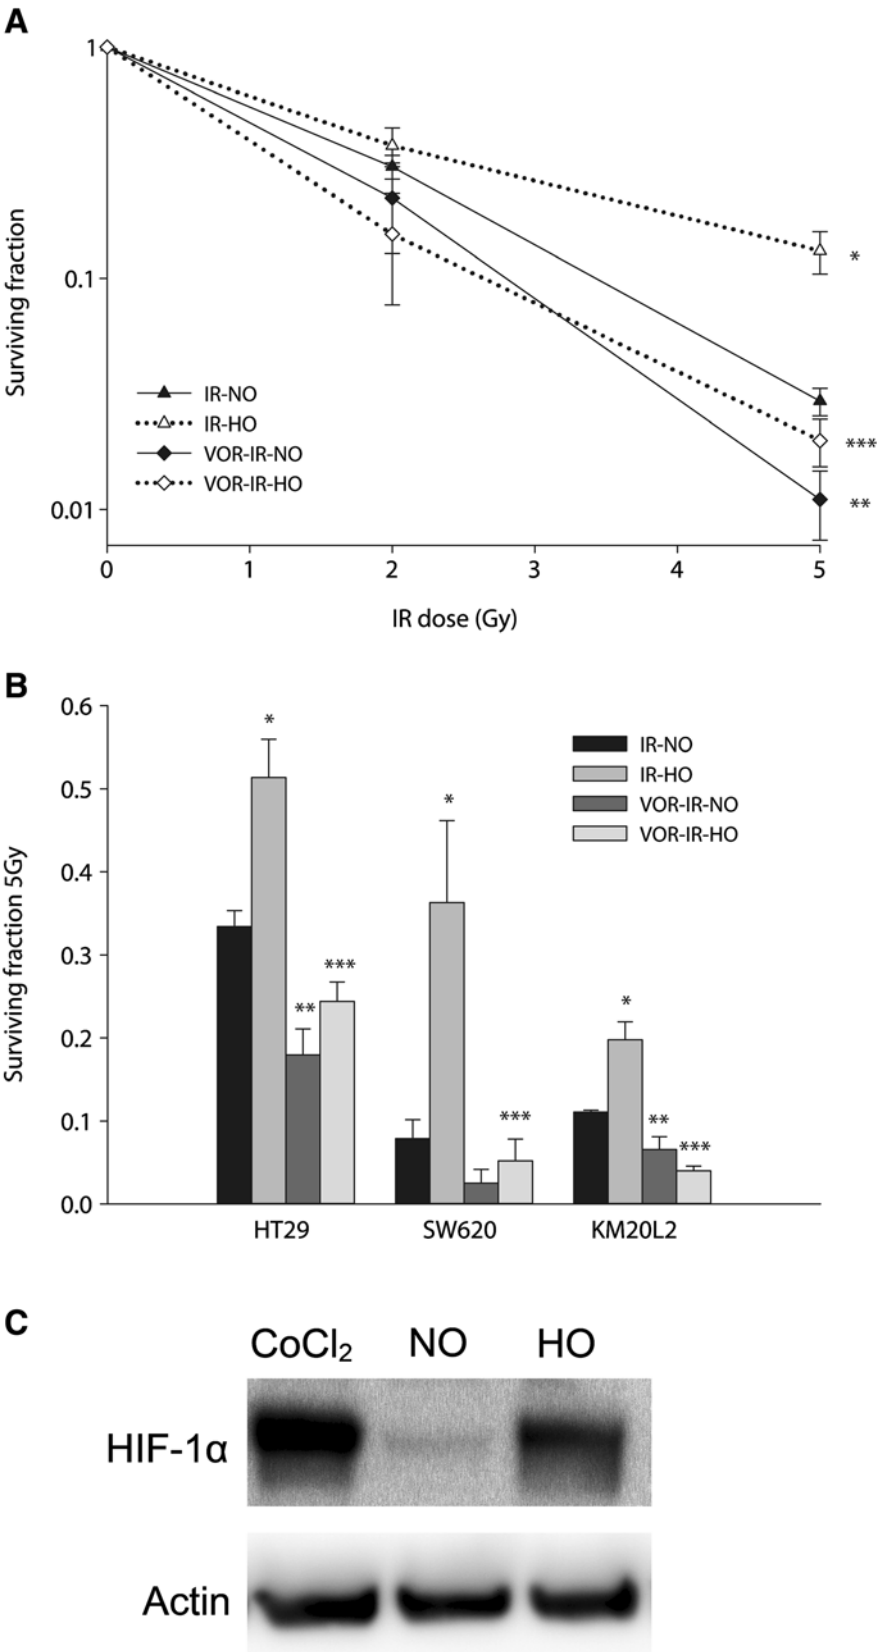 A
1
0.1
0.01
Surviving fraction
IR-NO
IR-HO
VOR-IR-NO
VOR-IR-HO
*
***
**
0 1 2 3 4 5
IR dose (Gy)
B
0.6
0.5
0.4
0.3
0.2
0.1
0.0
Surviving fraction 5Gy
IR-NO
IR-HO
VOR-IR-NO
VOR-IR-HO
* ** ***
* ***
* ** ***
HT29 SW620 KM20L2
C
CoCl₂ NO HO
HIF-1α
Actin